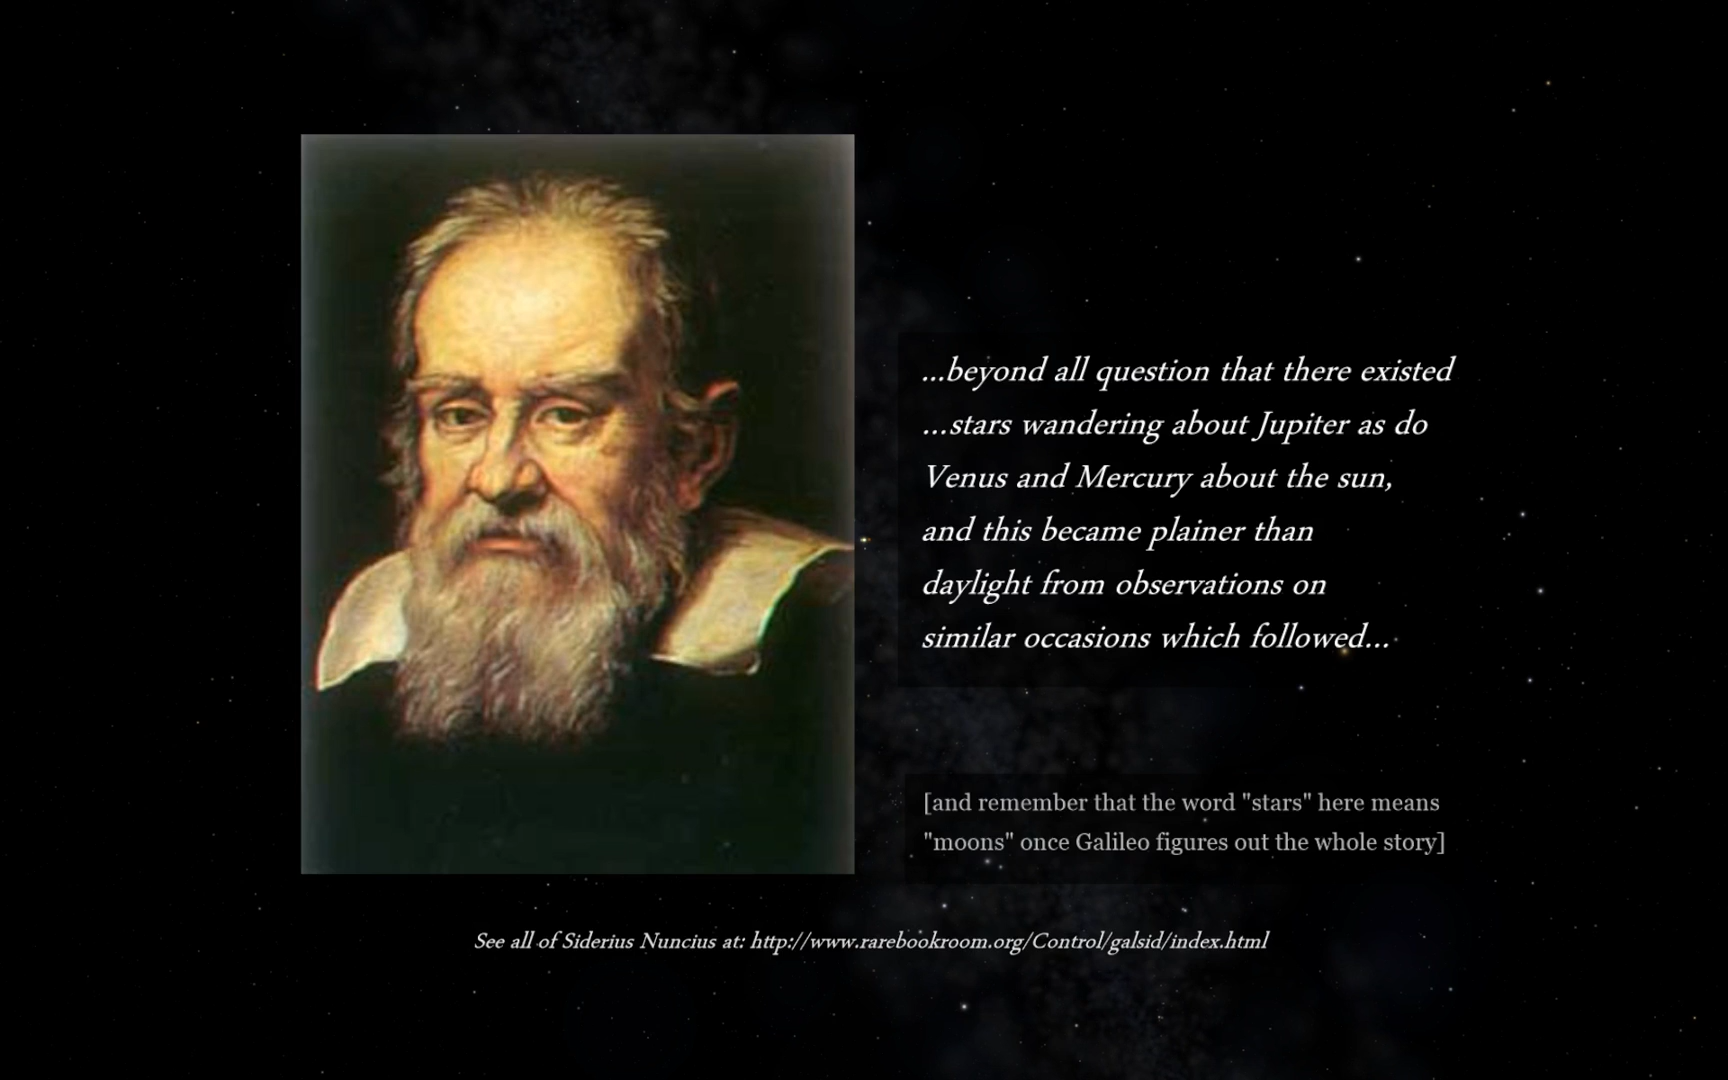 ...beyond all question that there existed
...stars wandering about Jupiter as do
Venus and Mercury about the sun,
and this became plainer than
daylight from observations on
similar occasions which followed...
[and remember that the word "stars" here means
"moons" once Galileo figures out the whole story]
See all of Siderius Nuncius at: http://www.rarebookroom.org/Control/galsid/index.html